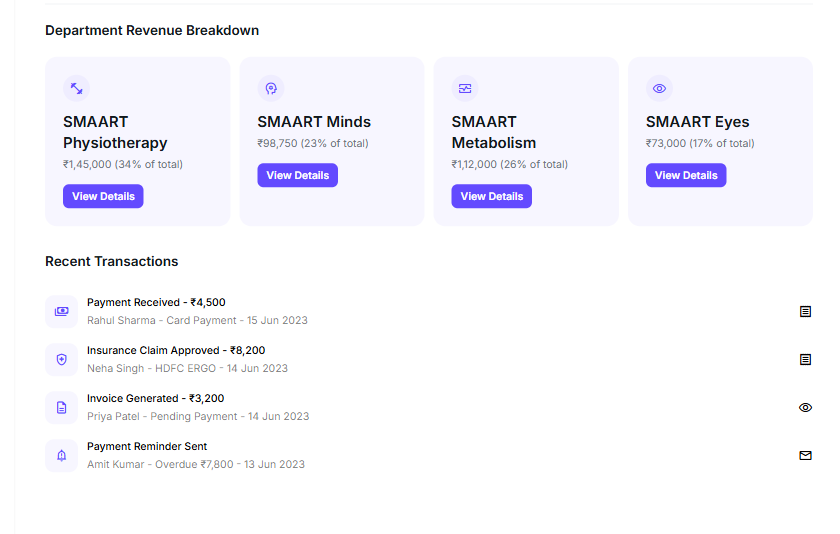 Department Revenue Breakdown
SMAART
Physiotherapy
₹1,45,000 (34% of total)
View Details
SMAART Minds
₹98,750 (23% of total)
View Details
SMAART
Metabolism
₹1,12,000 (26% of total)
View Details
SMAART Eyes
₹73,000 (17% of total)
View Details
Recent Transactions
Payment Received - ₹4,500
Rahul Sharma - Card Payment - 15 Jun 2023
Insurance Claim Approved - ₹8,200
Neha Singh - HDFC ERGO - 14 Jun 2023
Invoice Generated - ₹3,200
Priya Patel - Pending Payment - 14 Jun 2023
Payment Reminder Sent
Amit Kumar - Overdue ₹7,800 - 13 Jun 2023